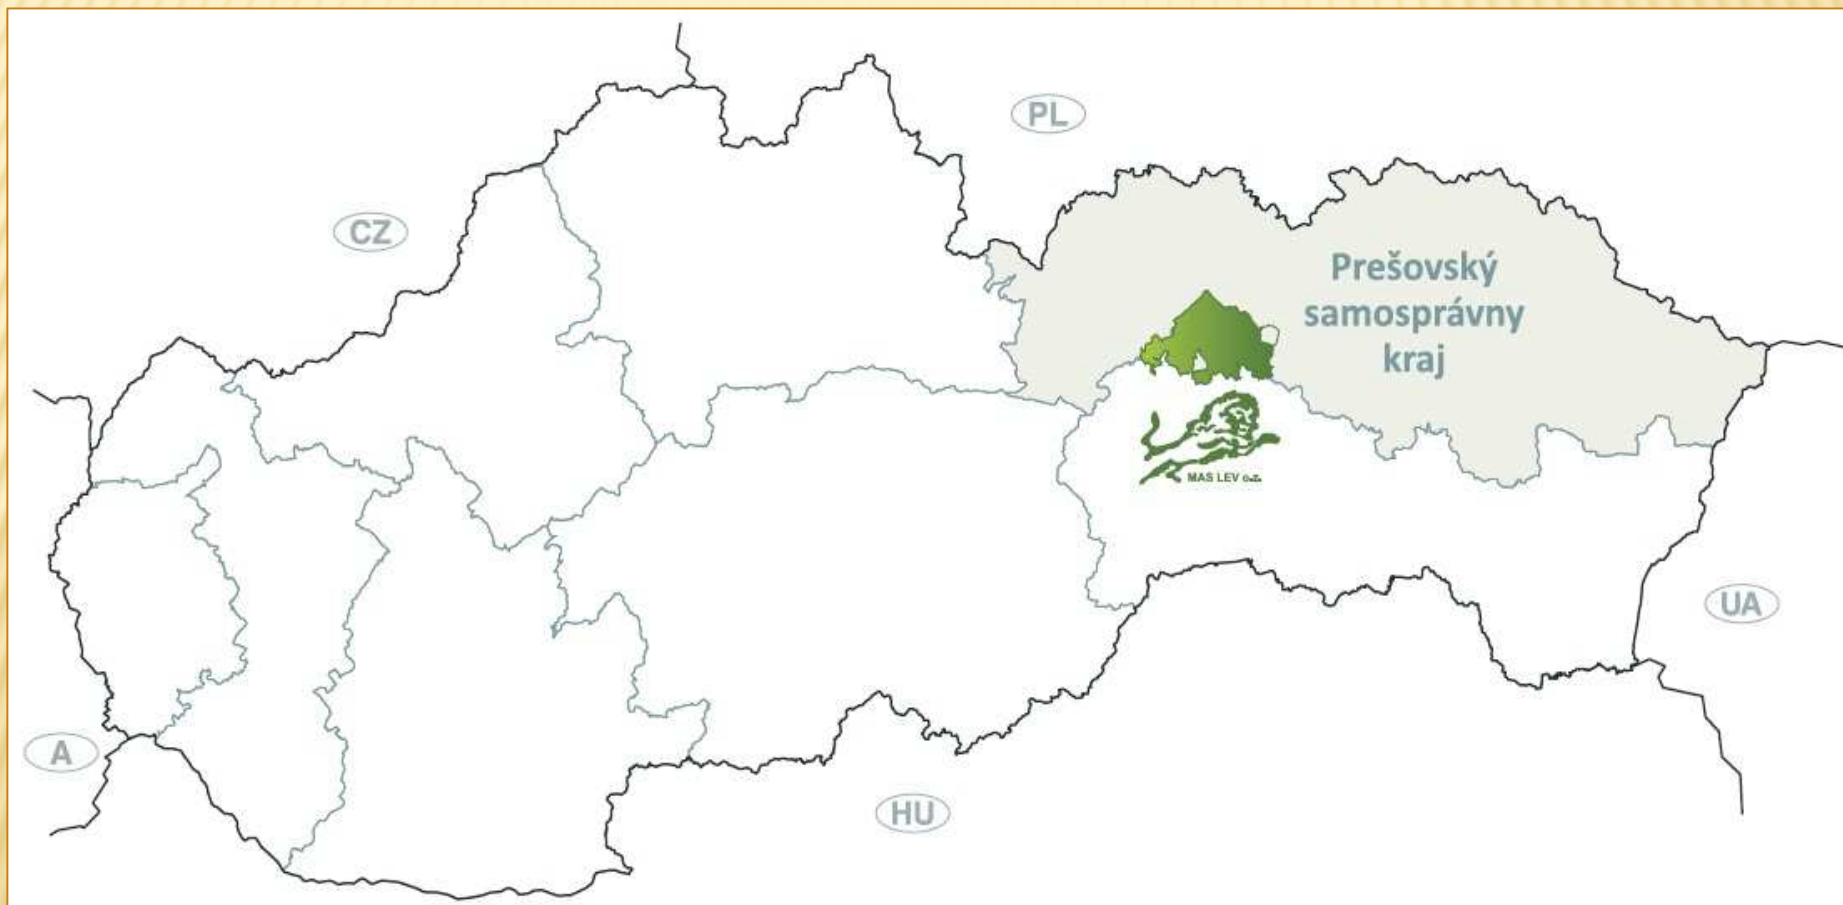 PL
CZ
Prešovský
samosprávny
kraj
MAS LEV o.z.
UA
A
HU